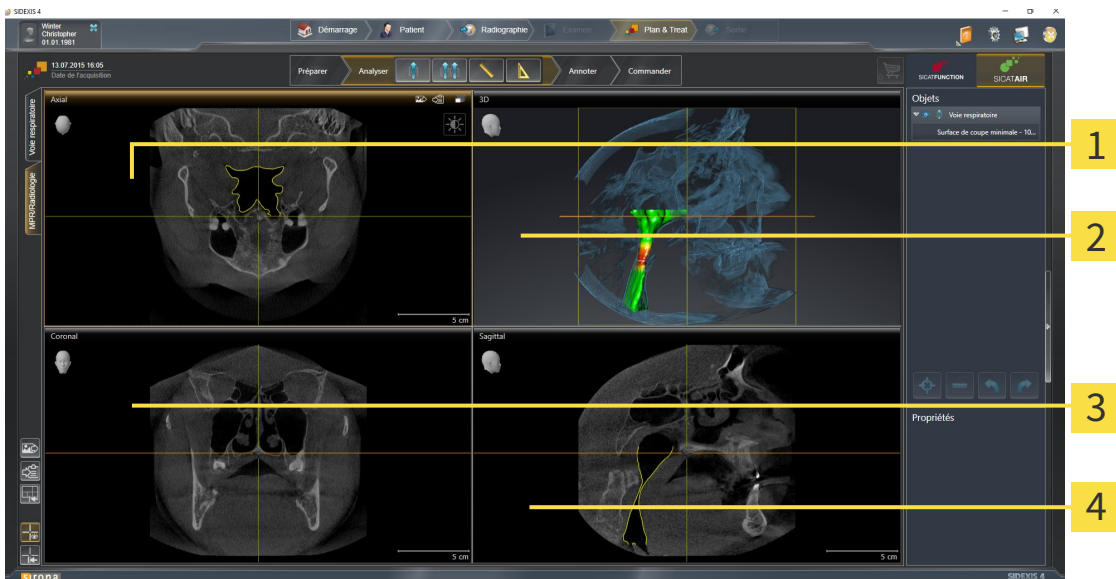 SIDEXIS 4
Winter
Christopher
01.01.1981
Démarrage
Patient
Radiographie
Examen
Plan & Treat
Sortie
13.07.2015 16:05
Date de l'acquisition
Préparer
Analyser
Annoter
Commander
SICATFUNCTION
SICATAIR
Voie respiratoire
MPR/Radiologie
Axial
5 cm
3D
Coronal
5 cm
Sagittal
5 cm
Objets
Voie respiratoire
Surface de coupe minimale - 10...
Propriétés
1
2
3
4
sirona
SIDEXIS 4